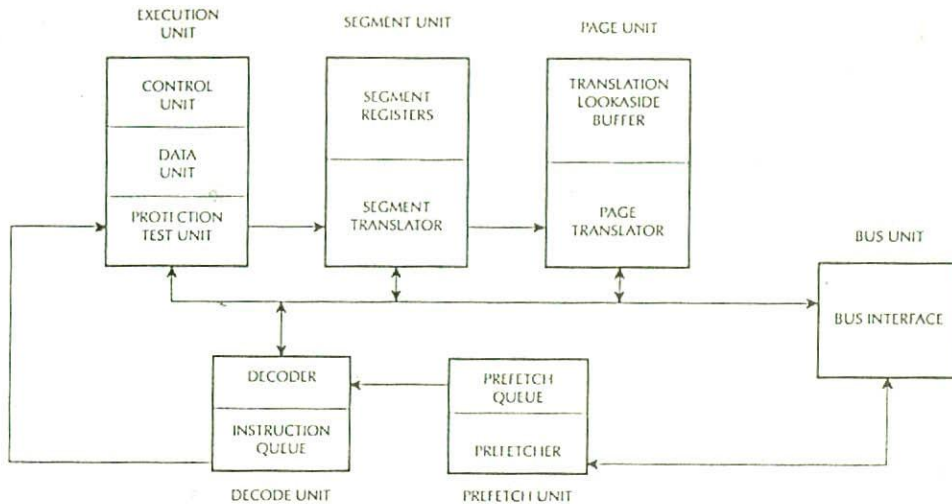 EXECUTION
UNIT
SEGMENT UNIT
PAGE UNIT
CONTROL
UNIT
DATA
UNIT
PROTECTION
TEST UNIT
SEGMENT
REGISTERS
SEGMENT
TRANSLATOR
TRANSLATION
LOOKASIDE
BUFFER
PAGE
TRANSLATOR
BUS UNIT
BUS INTERFACE
DECODER
INSTRUCTION
QUEUE
DECODE UNIT
PREFETCH
QUEUE
PREFETCHER
PREFETCH UNIT